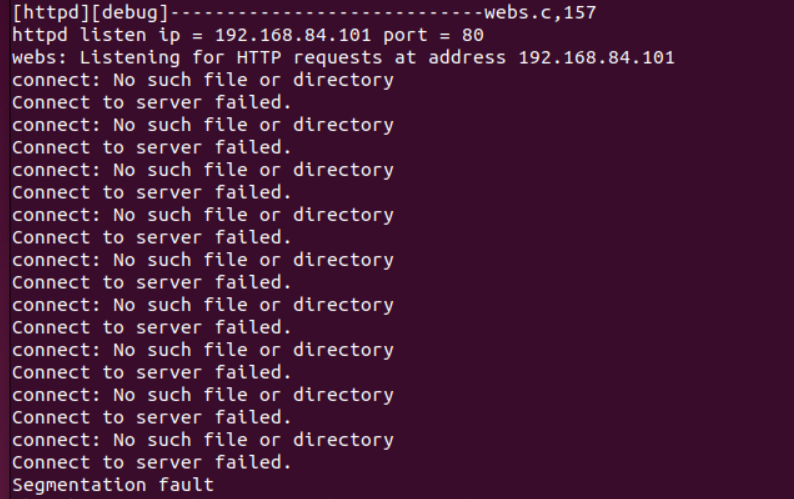 [httpd][debug]----------------------------webs.c,157
httpd listen ip = 192.168.84.101 port = 80
webs: Listening for HTTP requests at address 192.168.84.101
connect: No such file or directory
Connect to server failed.
connect: No such file or directory
Connect to server failed.
connect: No such file or directory
Connect to server failed.
connect: No such file or directory
Connect to server failed.
connect: No such file or directory
Connect to server failed.
connect: No such file or directory
Connect to server failed.
connect: No such file or directory
Connect to server failed.
connect: No such file or directory
Connect to server failed.
connect: No such file or directory
Connect to server failed.
Segmentation fault